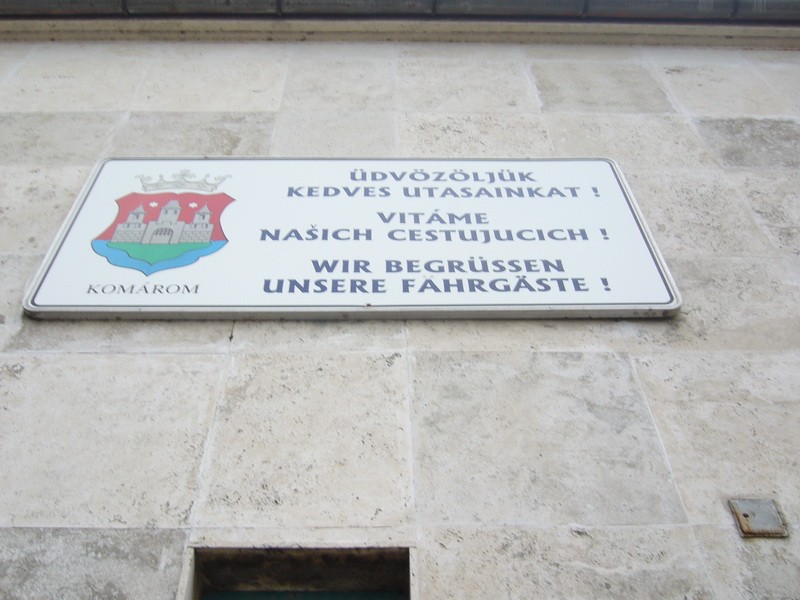 ÜDVÖZÖLJÜK
KEDVES UTASAINKAT !
VITÁME
NAŠICH CESTUJUCICH !
WIR BEGRÜSSEN
UNSERE FAHRGÄSTE !
KOMÁROM